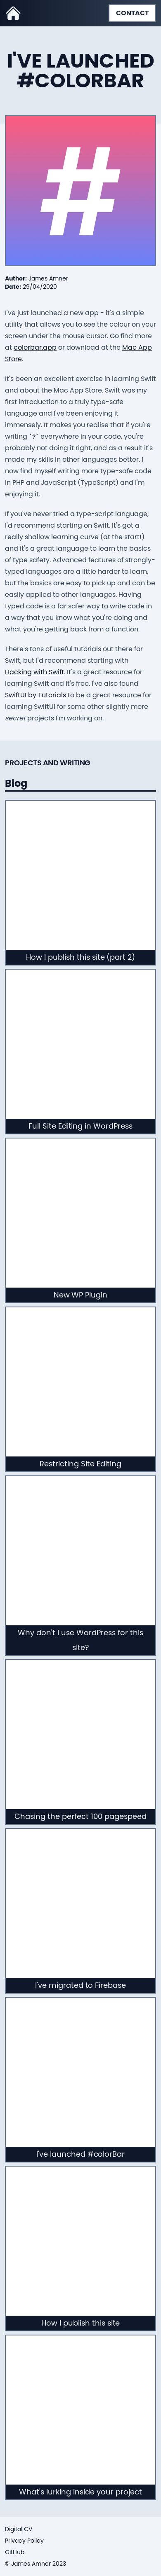 CONTACT
I'VE LAUNCHED
#COLORBAR
#
Author: James Amner
Date: 29/04/2020
I've just launched a new app - it's a simple
utility that allows you to see the colour on your
screen under the mouse cursor. Go find more
at colorbar.app or download at the Mac App
Store.
It's been an excellent exercise in learning Swift
and about the Mac App Store. Swift was my
first introduction to a truly type-safe
language and I've been enjoying it
immensely. It makes you realise that if you're
writing `?` everywhere in your code, you're
probably not doing it right, and as a result it's
made my skills in other languages better. I
now find myself writing more type-safe code
in PHP and JavaScript (TypeScript) and I'm
enjoying it.
If you've never tried a type-script language,
I'd recommend starting on Swift. It's got a
really shallow learning curve (at the start!)
and it's a great language to learn the basics
of type safety. Advanced features of strongly-
typed languages are a little harder to learn,
but the basics are easy to pick up and can be
easily applied to other languages. Having
typed code is a far safer way to write code in
a way that you know what you're doing and
what you're getting back from a function.
There's tons of useful tutorials out there for
Swift, but I'd recommend starting with
Hacking with Swift. It's a great resource for
learning Swift and it's free. I've also found
SwiftUI by Tutorials to be a great resource for
learning SwiftUI for some other slightly more
secret projects I'm working on.
PROJECTS AND WRITING
Blog
How I publish this site (part 2)
Full Site Editing in WordPress
New WP Plugin
Restricting Site Editing
Why don't I use WordPress for this
site?
Chasing the perfect 100 pagespeed
I've migrated to Firebase
I've launched #colorBar
How I publish this site
What's lurking inside your project
Digital CV
Privacy Policy
GitHub
© James Amner 2023